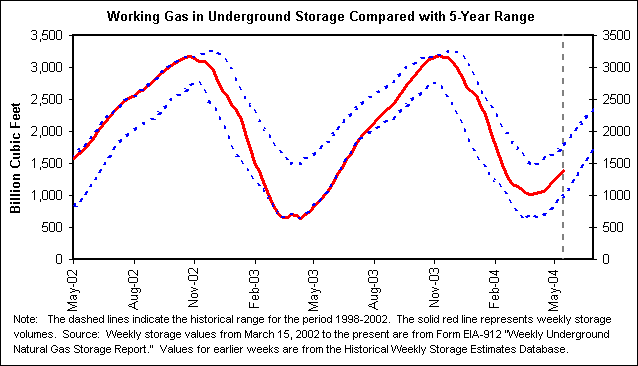 Working Gas in Underground Storage Compared with 5-Year Range
Billion Cubic Feet
3,500
3,000
2,500
2,000
1,500
1,000
500
0
3500
3000
2500
2000
1500
1000
500
0
May-02
Aug-02
Nov-02
Feb-03
May-03
Aug-03
Nov-03
Feb-04
May-04
Note: The dashed lines indicate the historical range for the period 1998-2002. The solid red line represents weekly storage
volumes. Source: Weekly storage values from March 15, 2002 to the present are from Form EIA-912 "Weekly Underground
Natural Gas Storage Report." Values for earlier weeks are from the Historical Weekly Storage Estimates Database.